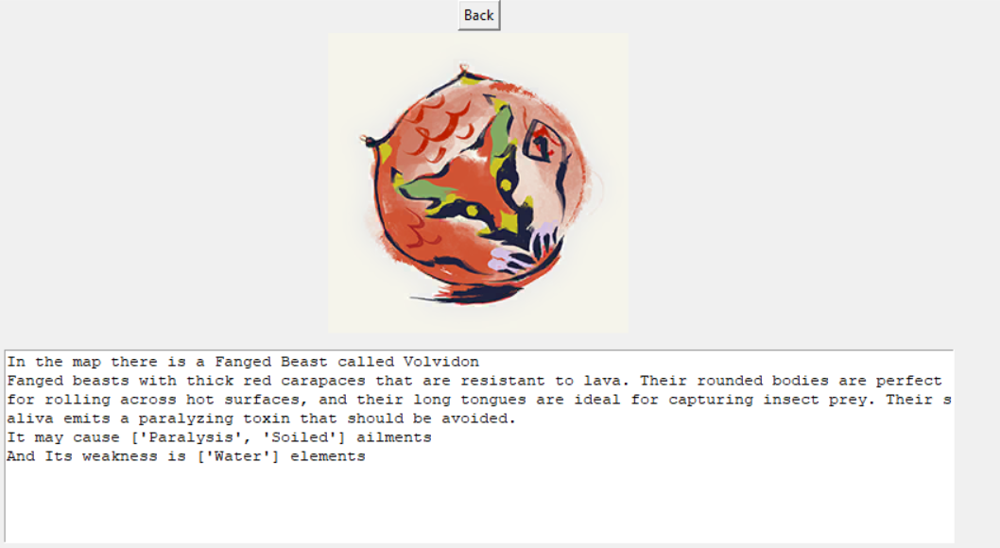 Back
In the map there is a Fanged Beast called Volvidon
Fanged beasts with thick red carapaces that are resistant to lava. Their rounded bodies are perfect
for rolling across hot surfaces, and their long tongues are ideal for capturing insect prey. Their s
aliva emits a paralyzing toxin that should be avoided.
It may cause ['Paralysis', 'Soiled'] ailments
And Its weakness is ['Water'] elements